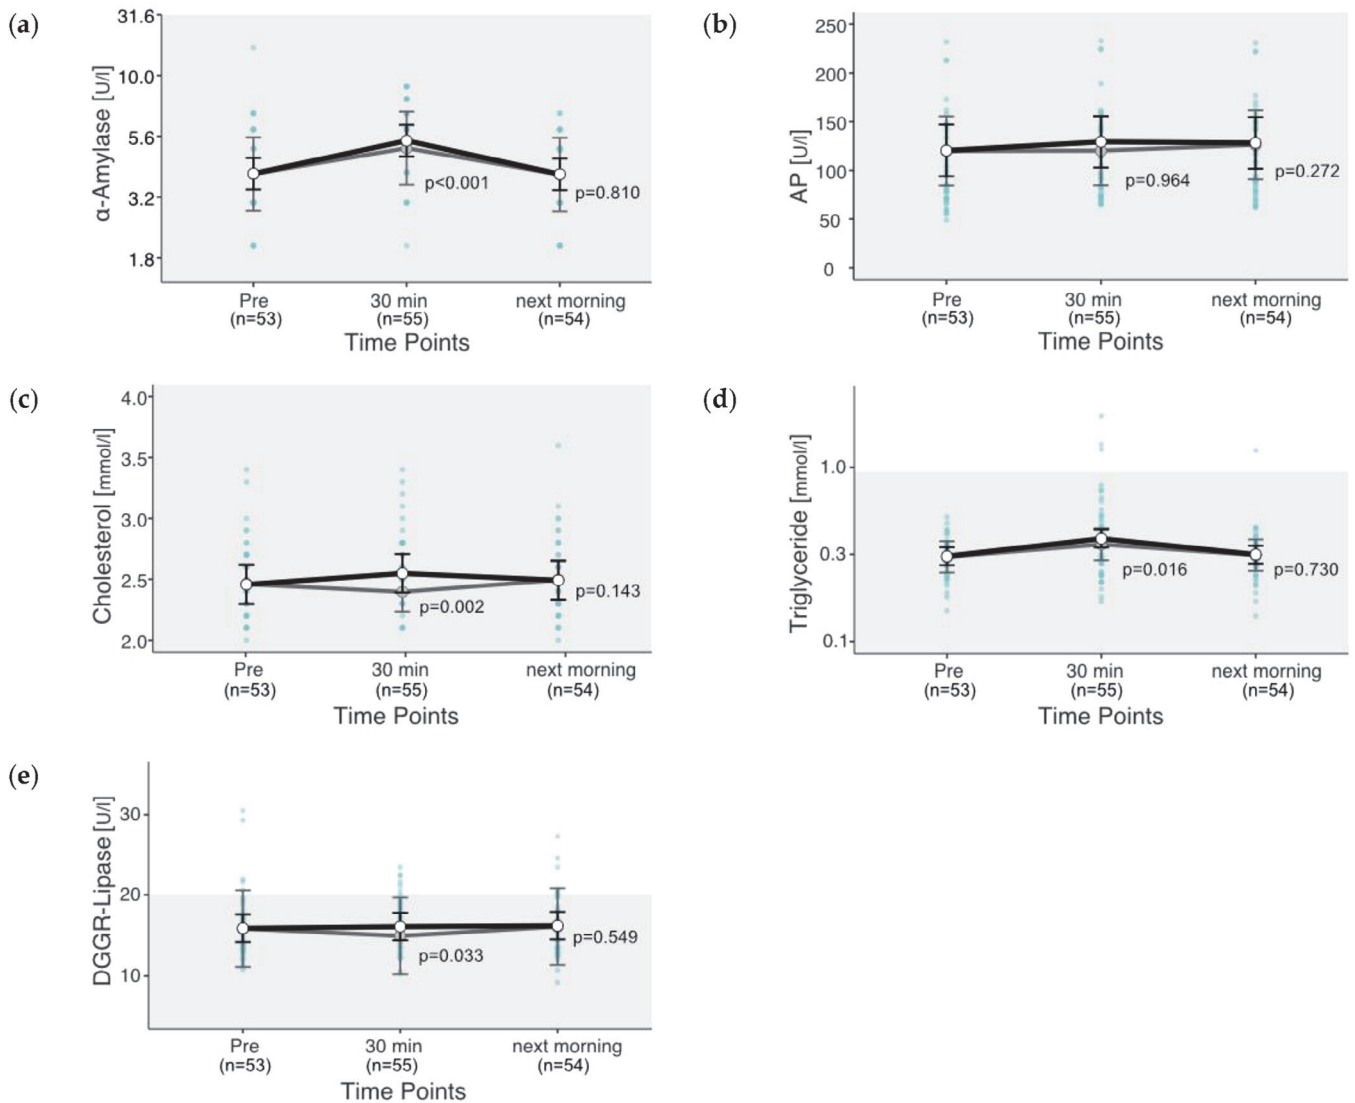 (a)
α-Amylase [U/l]
31.6
10.0
5.6
3.2
1.8
p<0.001
p=0.810
Pre
(n=53)
30 min
(n=55)
next morning
(n=54)
Time Points
(b)
AP [U/l]
250
200
150
100
50
0
p=0.964
p=0.272
Pre
(n=53)
30 min
(n=55)
next morning
(n=54)
Time Points
(c)
Cholesterol [mmol/l]
4.0
3.5
3.0
2.5
2.0
p=0.002
p=0.143
Pre
(n=53)
30 min
(n=55)
next morning
(n=54)
Time Points
(d)
Triglyceride [mmol/l]
1.0
0.3
0.1
p=0.016
p=0.730
Pre
(n=53)
30 min
(n=55)
next morning
(n=54)
Time Points
(e)
DGGR-Lipase [U/l]
30
20
10
p=0.033
p=0.549
Pre
(n=53)
30 min
(n=55)
next morning
(n=54)
Time Points